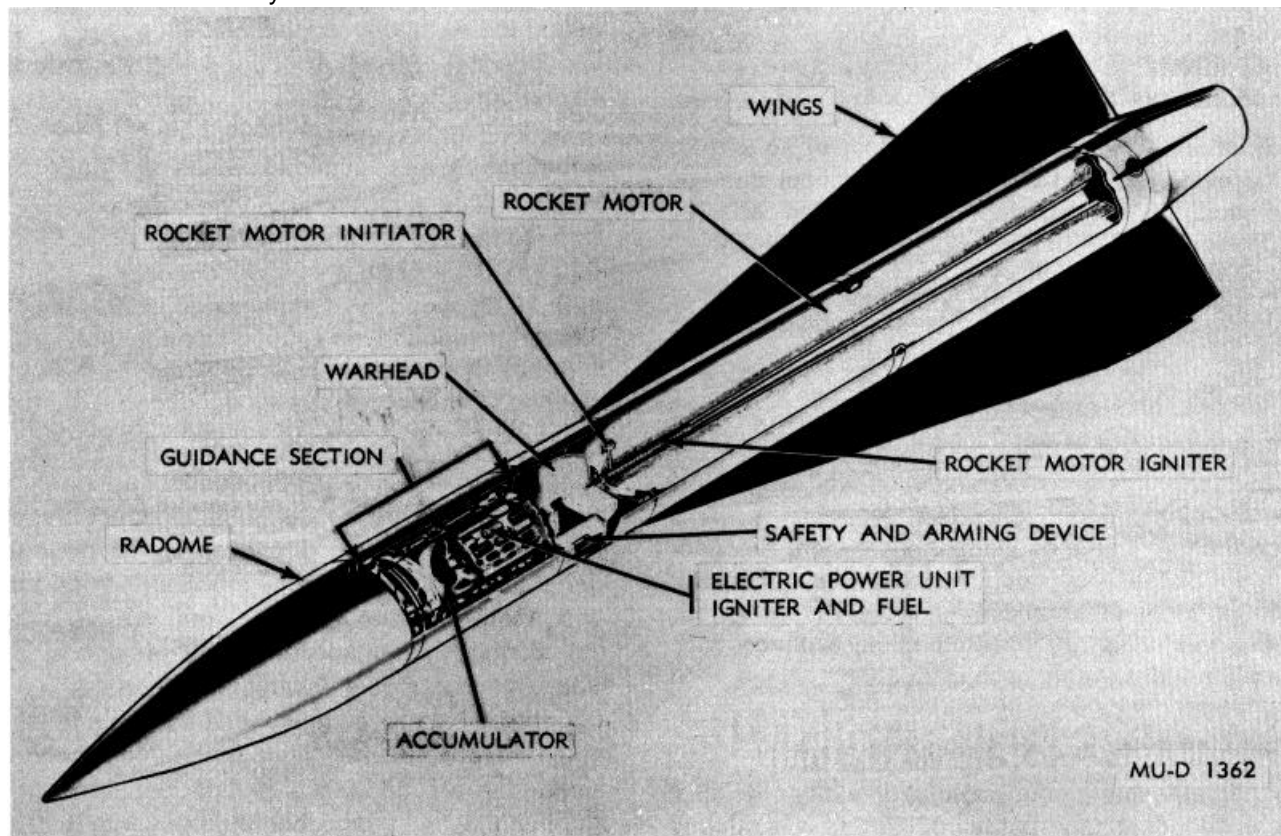 WINGS
ROCKET MOTOR
ROCKET MOTOR INITIATOR
WARHEAD
GUIDANCE SECTION
ROCKET MOTOR IGNITER
RADOME
SAFETY AND ARMING DEVICE
ELECTRIC POWER UNIT
IGNITER AND FUEL
ACCUMULATOR
MU-D 1362